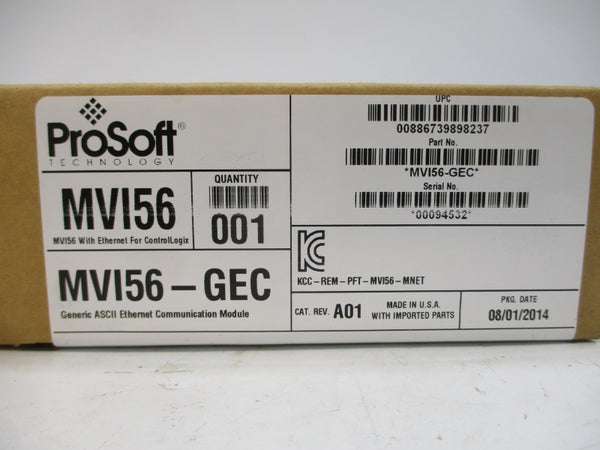 ProSoft®
TECHNOLOGY
MVI56
MVI56 With Ethernet For ControlLogix
QUANTITY
001
MVI56-GEC
Generic ASCII Ethernet Communication Module
UPC
00886739898237
Part No.
*MVI56-GEC*
Serial No.
*00094532*
KC
KCC-REM-PFT-MVI56-MNET
CAT. REV. A01
MADE IN U.S.A.
WITH IMPORTED PARTS
PKG. DATE
08/01/2014